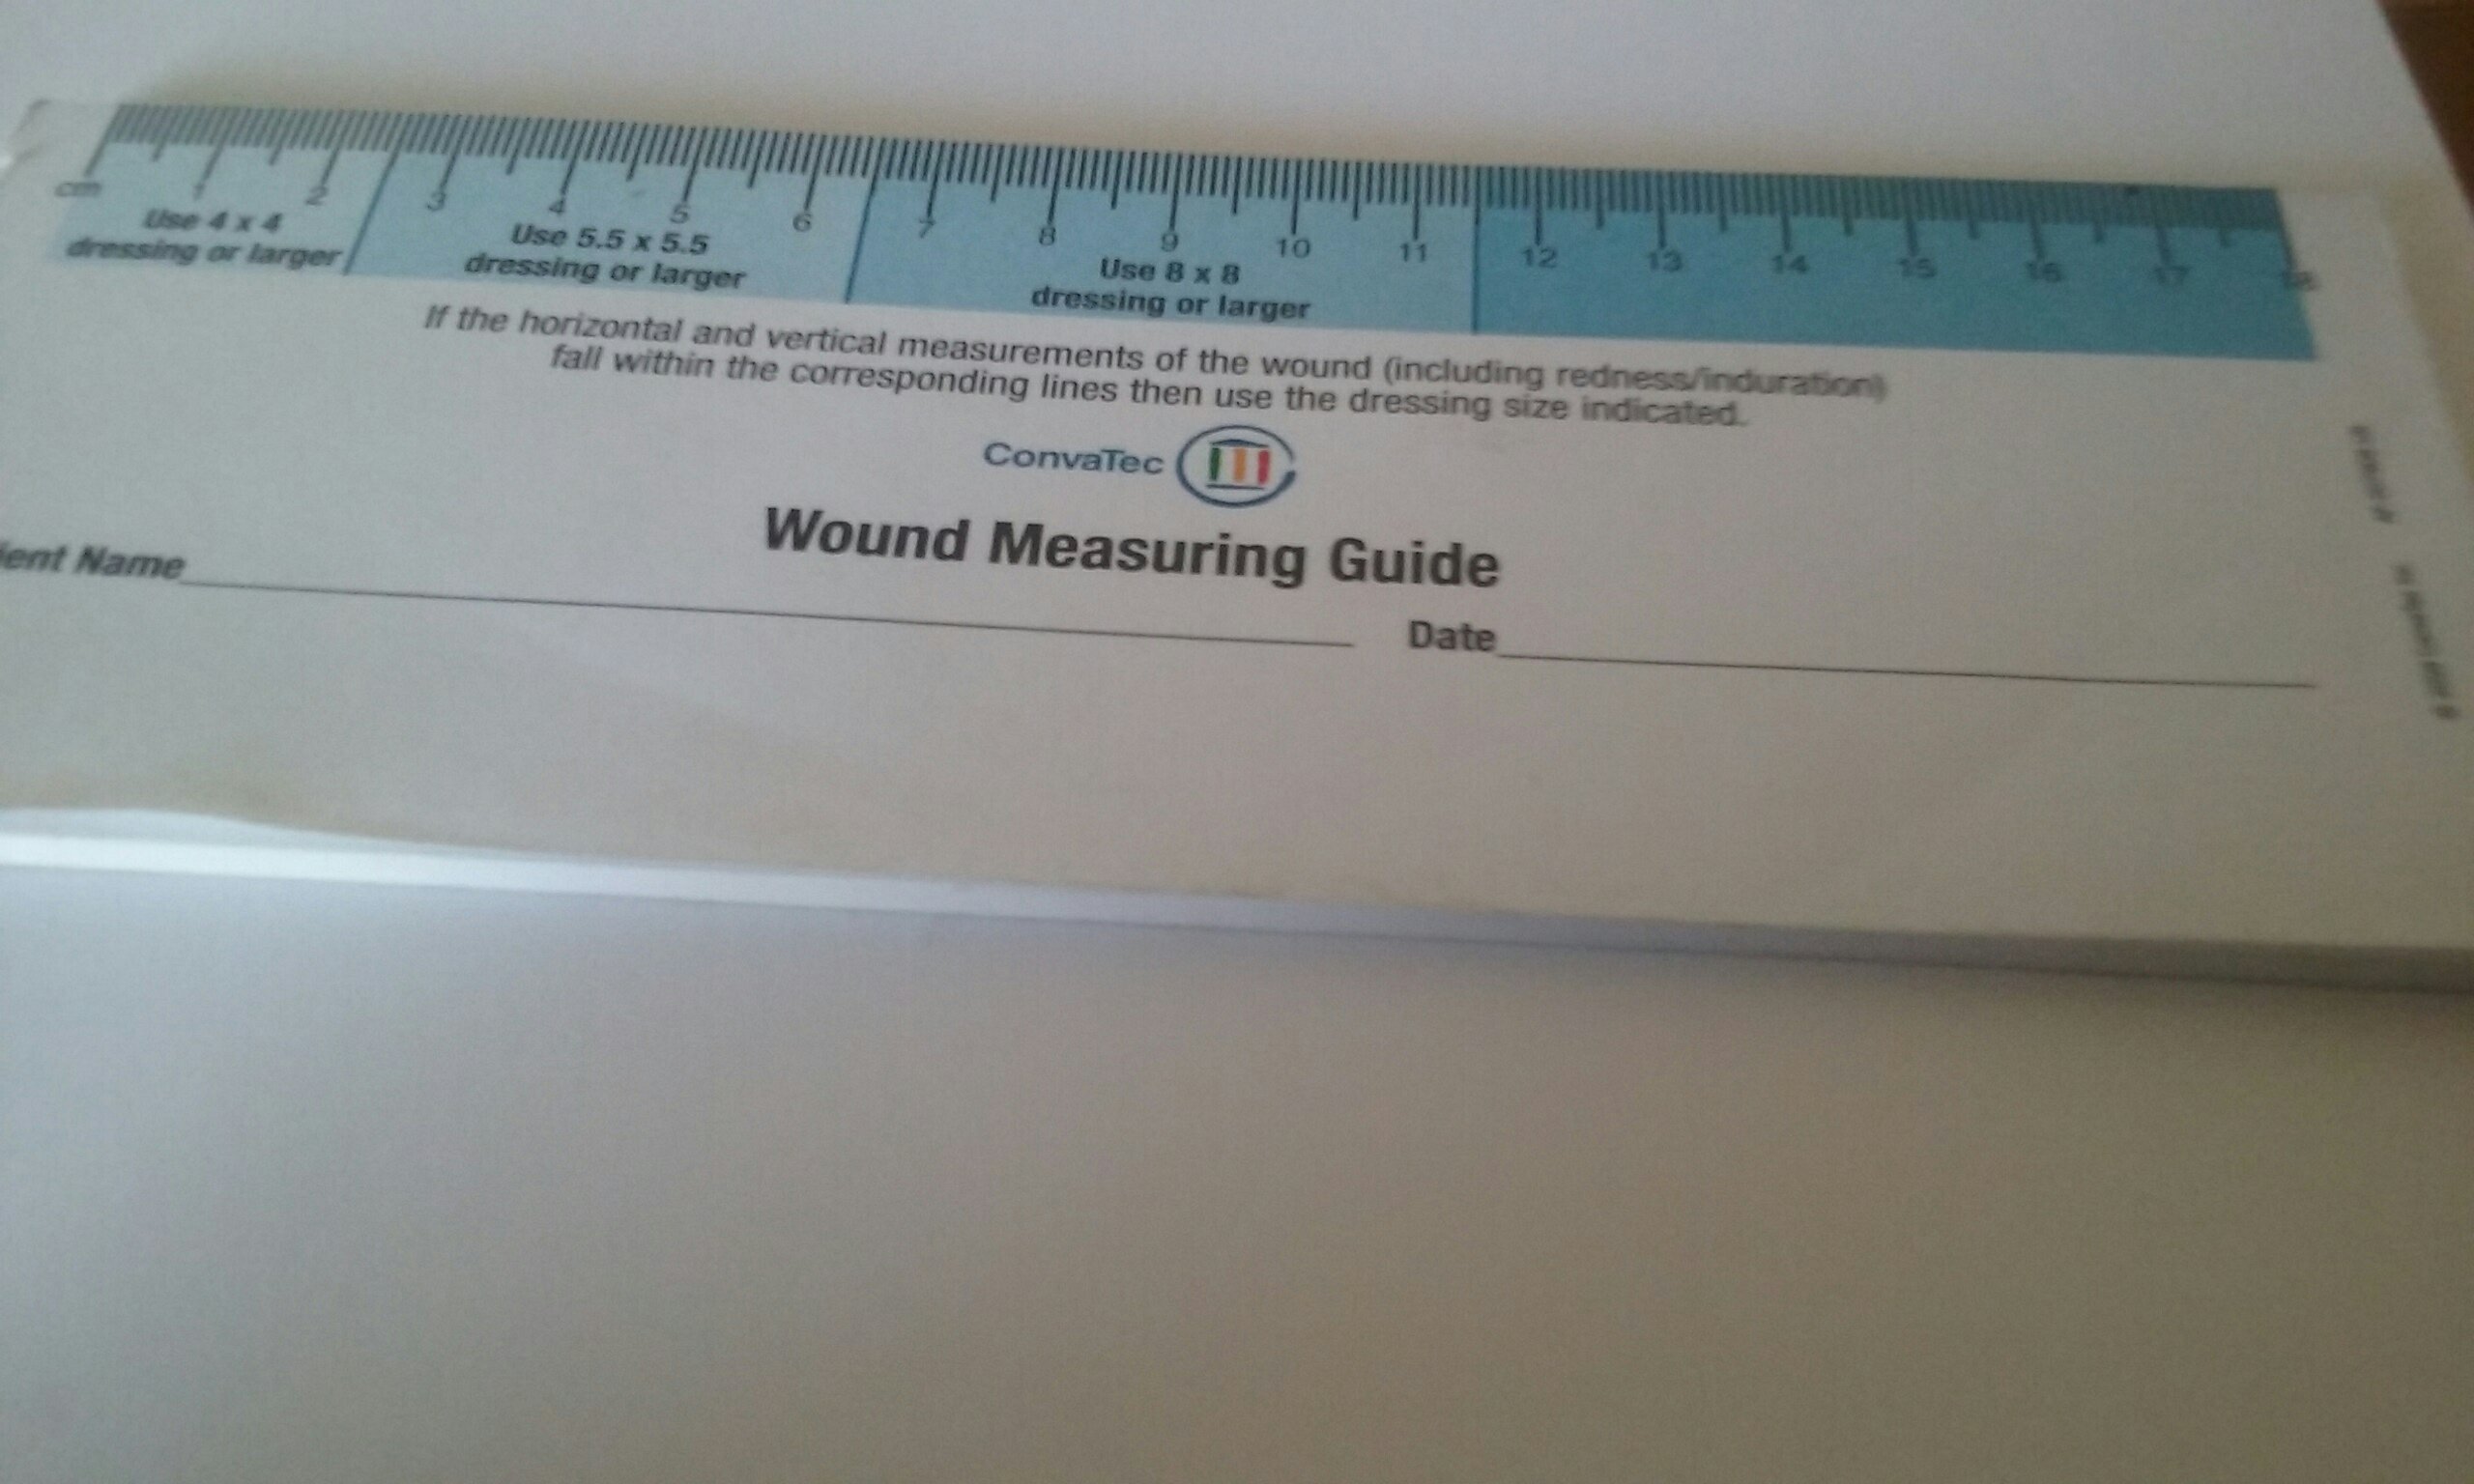 cm 1 2 3 4 5 6 7 8 9 10 11 12 13 14 15 16 17 18
Use 4 x 4
dressing or larger
Use 5.5 x 5.5
dressing or larger
Use 8 x 8
dressing or larger
If the horizontal and vertical measurements of the wound (including redness/induration)
fall within the corresponding lines then use the dressing size indicated.
ConvaTec
Wound Measuring Guide
ient Name
Date